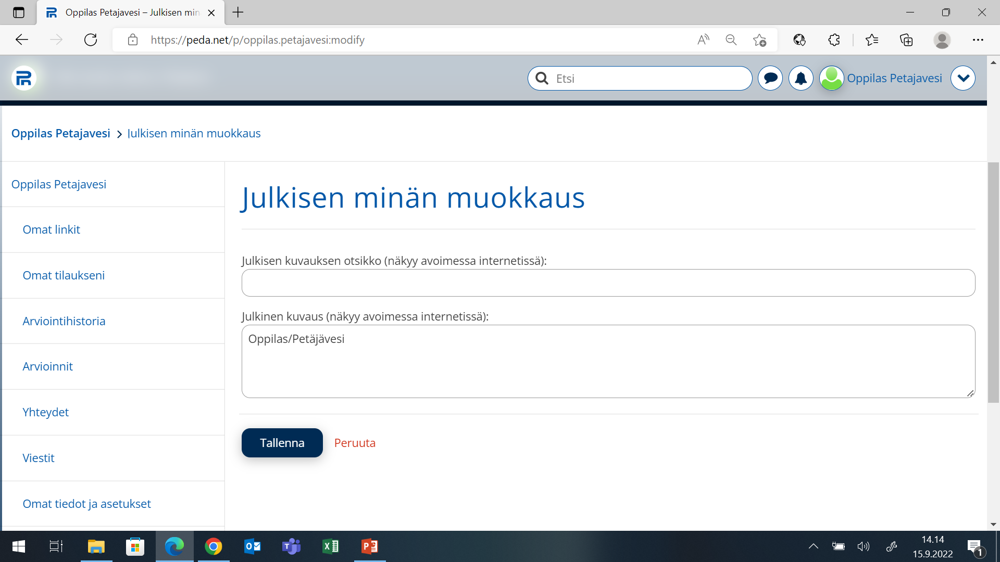 Oppilas Petajavesi – Julkisen min
https://peda.net/p/oppilas.petajavesi:modify
Etsi
Oppilas Petajavesi
Oppilas Petajavesi > Julkisen minän muokkaus
Oppilas Petajavesi
Omat linkit
Omat tilaukseni
Arviointihistoria
Arvioinnit
Yhteydet
Viestit
Omat tiedot ja asetukset
Julkisen minän muokkaus
Julkisen kuvauksen otsikko (näkyy avoimessa internetissä):
Julkinen kuvaus (näkyy avoimessa internetissä):
Oppilas/Petäjävesi
Tallenna
Peruuta
14.14
15.9.2022
1